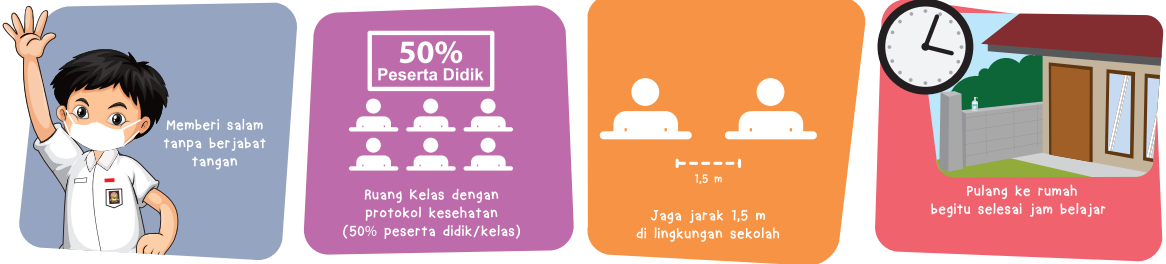 Memberi salam
tanpa berjabat
tangan
50%
Peserta Didik
Ruang Kelas dengan
protokol kesehatan
(50% peserta didik/kelas)
1,5 m
Jaga jarak 1,5 m
di lingkungan sekolah
Pulang ke rumah
begitu selesai jam belajar